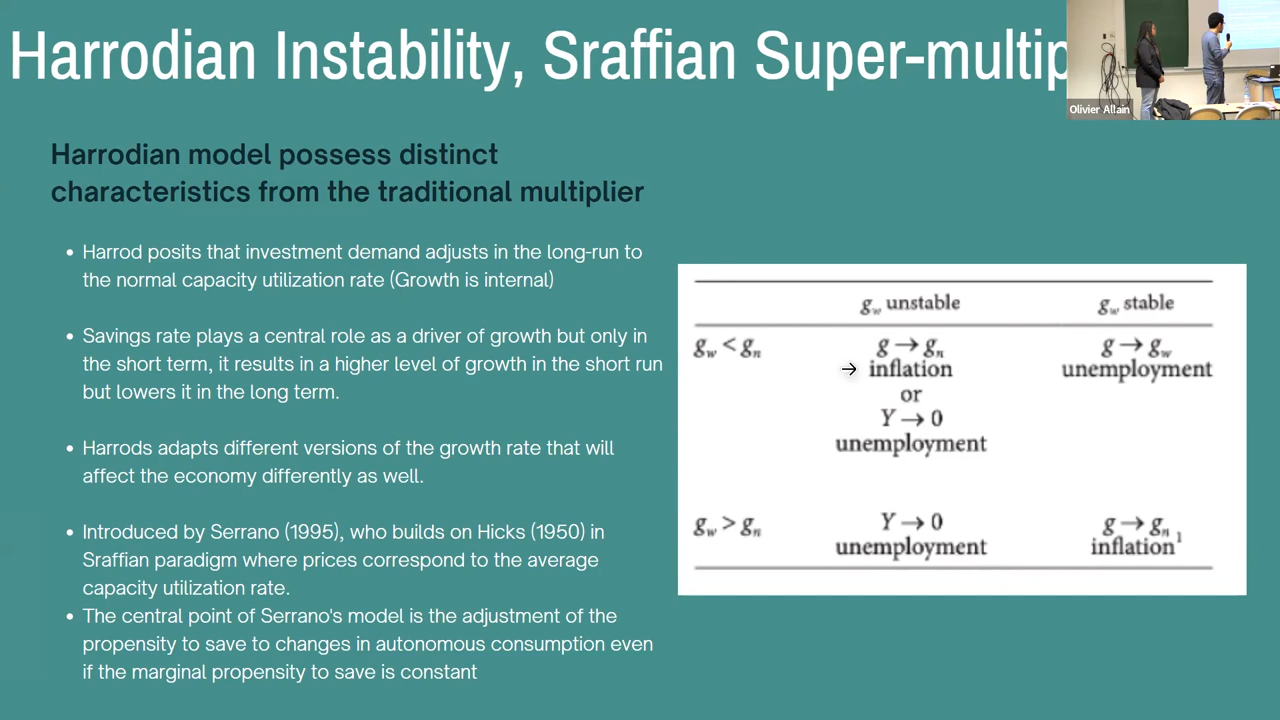 Harrodian Instability, Sraffian Super-multip
Olivier Allain
Harrodian model possess distinct
characteristics from the traditional multiplier
• Harrod posits that investment demand adjusts in the long-run to
the normal capacity utilization rate (Growth is internal)
• Savings rate plays a central role as a driver of growth but only in
the short term, it results in a higher level of growth in the short run
but lowers it in the long term.
• Harrods adapts different versions of the growth rate that will
affect the economy differently as well.
• Introduced by Serrano (1995), who builds on Hicks (1950) in
Sraffian paradigm where prices correspond to the average
capacity utilization rate.
• The central point of Serrano's model is the adjustment of the
propensity to save to changes in autonomous consumption even
if the marginal propensity to save is constant
g_w unstable g_w stable
g_w < g_n g → g_n g → g_w
→ inflation unemployment
or
Y → 0
unemployment
g_w > g_n Y → 0 g → g_n
unemployment inflation¹